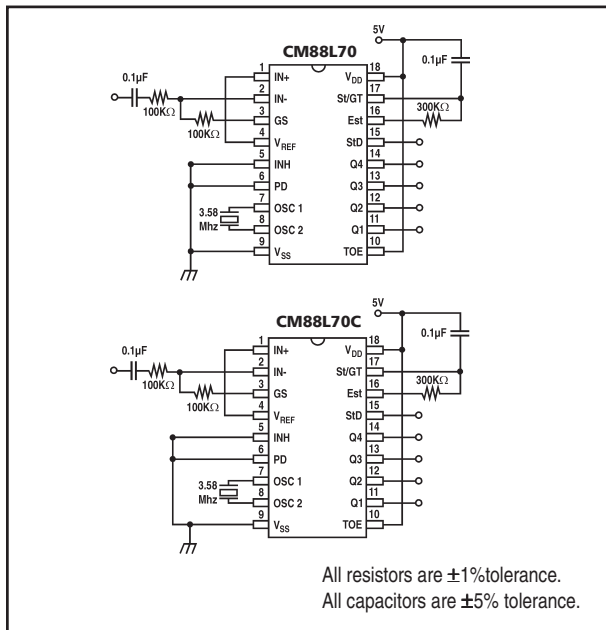 CM88L70
5V
0.1µF
0.1µF
100KΩ
100KΩ
300KΩ
1 IN+
2 IN-
3 GS
4 VREF
5 INH
6 PD
7 OSC 1
8 OSC 2
9 VSS
3.58
Mhz
18 VDD
17 St/GT
16 Est
15 StD
14 Q4
13 Q3
12 Q2
11 Q1
10 TOE
CM88L70C
5V
0.1µF
0.1µF
100KΩ
100KΩ
300KΩ
1 IN+
2 IN-
3 GS
4 VREF
5 INH
6 PD
7 OSC 1
8 OSC 2
9 VSS
3.58
Mhz
18 VDD
17 St/GT
16 Est
15 StD
14 Q4
13 Q3
12 Q2
11 Q1
10 TOE
All resistors are ±1%tolerance.
All capacitors are ±5% tolerance.